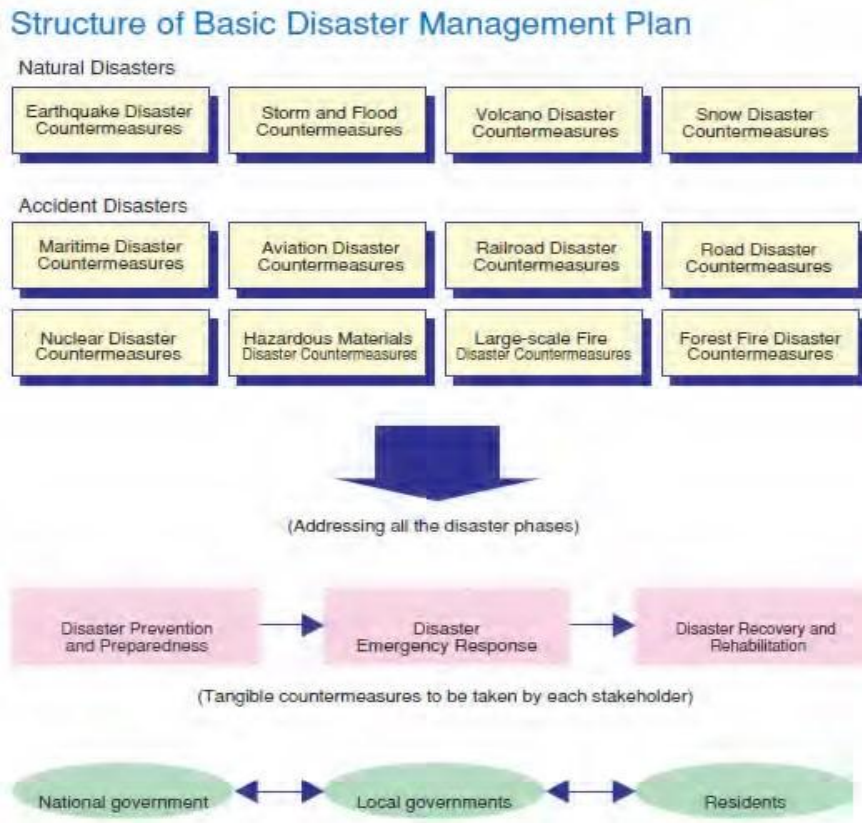 Structure of Basic Disaster Management Plan
Natural Disasters
Earthquake Disaster
Countermeasures
Storm and Flood
Countermeasures
Volcano Disaster
Countermeasures
Snow Disaster
Countermeasures
Accident Disasters
Maritime Disaster
Countermeasures
Aviation Disaster
Countermeasures
Railroad Disaster
Countermeasures
Road Disaster
Countermeasures
Nuclear Disaster
Countermeasures
Hazardous Materials
Disaster Countermeasures
Large-scale Fire
Disaster Countermeasures
Forest Fire Disaster
Countermeasures
(Addressing all the disaster phases)
Disaster Prevention
and Preparedness
Disaster
Emergency Response
Disaster Recovery and
Rehabilitation
(Tangible countermeasures to be taken by each stakeholder)
National government
Local governments
Residents